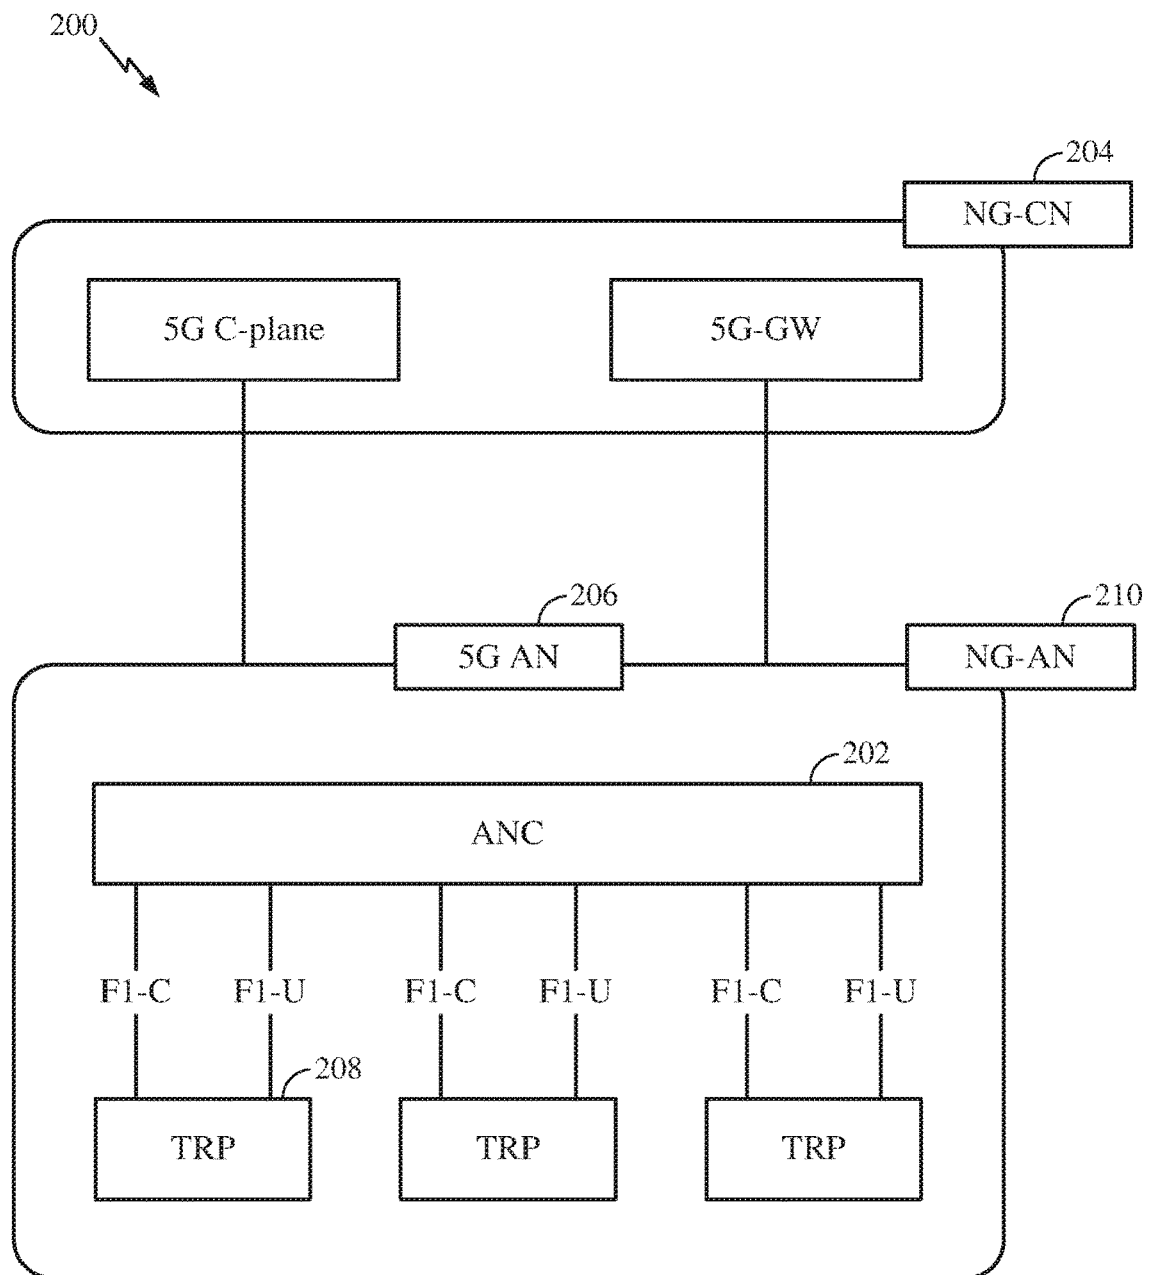 200
204
NG-CN
5G C-plane
5G-GW
206
210
5G AN
NG-AN
202
ANC
F1-C
F1-U
F1-C
F1-U
F1-C
F1-U
208
TRP
TRP
TRP